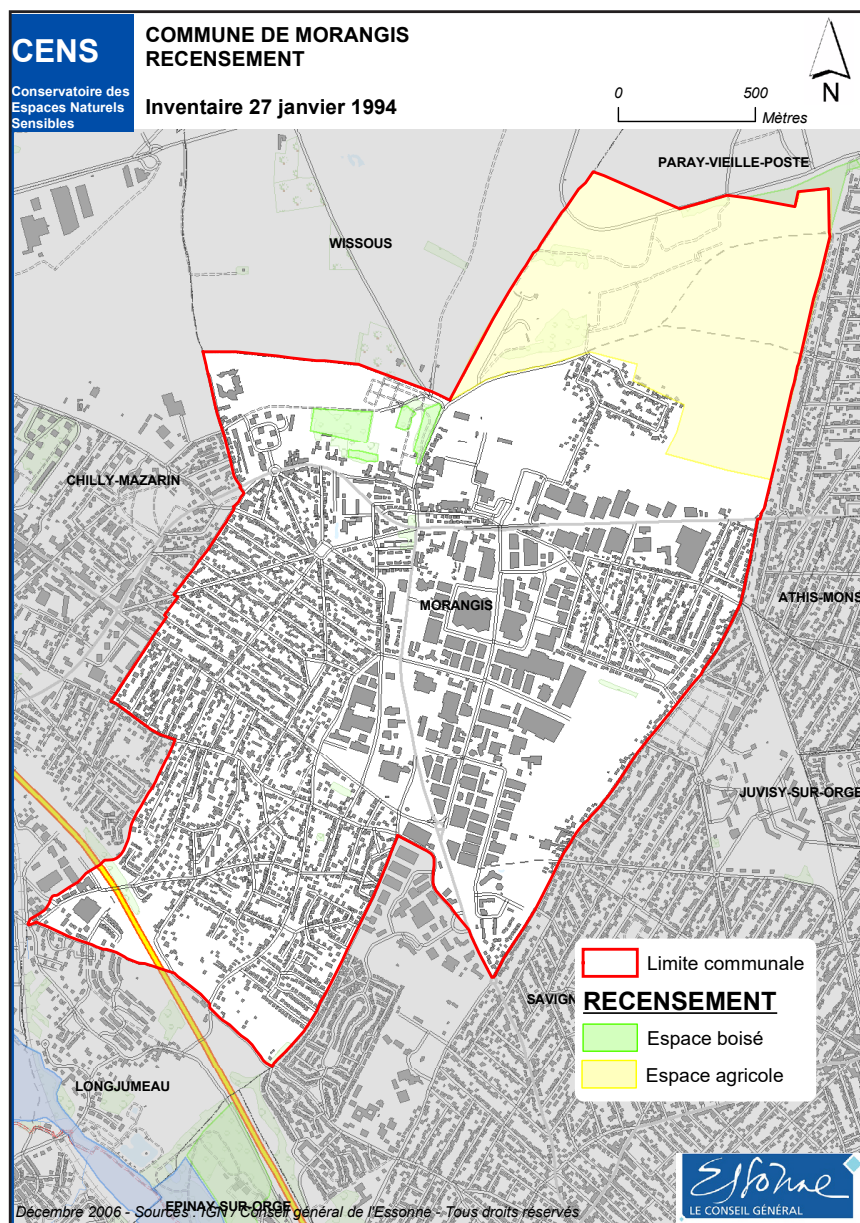 CENS
Conservatoire des
Espaces Naturels
Sensibles
COMMUNE DE MORANGIS
RECENSEMENT
Inventaire 27 janvier 1994
0
500
Mètres
N
PARAY-VIEILLE-POSTE
WISSOUS
CHILLY-MAZARIN
MORANGIS
ATHIS-MONS
JUVISY-SUR-ORGE
SAVIGN
LONGJUMEAU
EPINAY-SUR-ORGE
Limite communale
RECENSEMENT
Espace boisé
Espace agricole
Décembre 2006 - Sources : IGN / Conseil général de l'Essonne - Tous droits réservés
Essonne
LE CONSEIL GÉNÉRAL